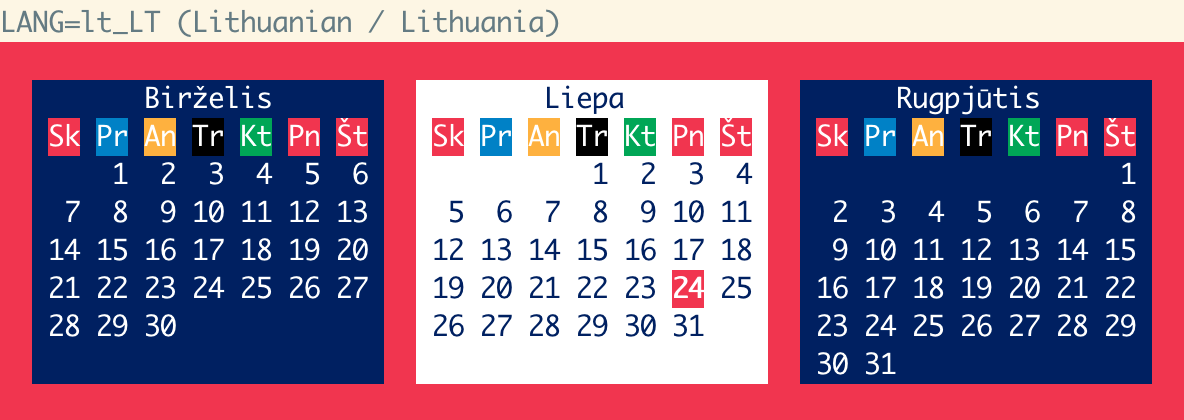 LANG=lt_LT (Lithuanian / Lithuania)
Birželis
Sk Pr An Tr Kt Pn Št
1 2 3 4 5 6
7 8 9 10 11 12 13
14 15 16 17 18 19 20
21 22 23 24 25 26 27
28 29 30
Liepa
Sk Pr An Tr Kt Pn Št
1 2 3 4
5 6 7 8 9 10 11
12 13 14 15 16 17 18
19 20 21 22 23 24 25
26 27 28 29 30 31
Rugpjūtis
Sk Pr An Tr Kt Pn Št
1
2 3 4 5 6 7 8
9 10 11 12 13 14 15
16 17 18 19 20 21 22
23 24 25 26 27 28 29
30 31